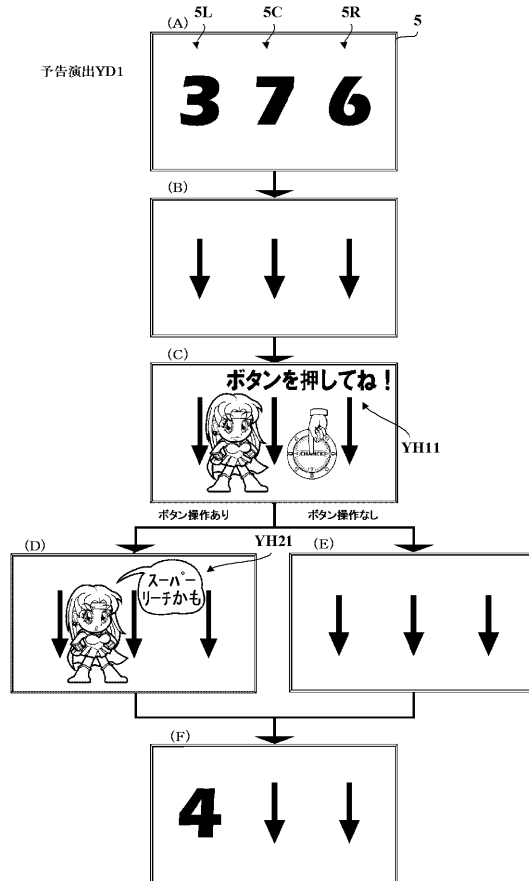 (A)
5L
5C
5R
5
予告演出YD1
3 7 6
(B)
(C)
ボタンを押してね！
CHANCE
YH11
ボタン操作あり
ボタン操作なし
(D)
YH21
(E)
スーパー
リーチかも
(F)
4